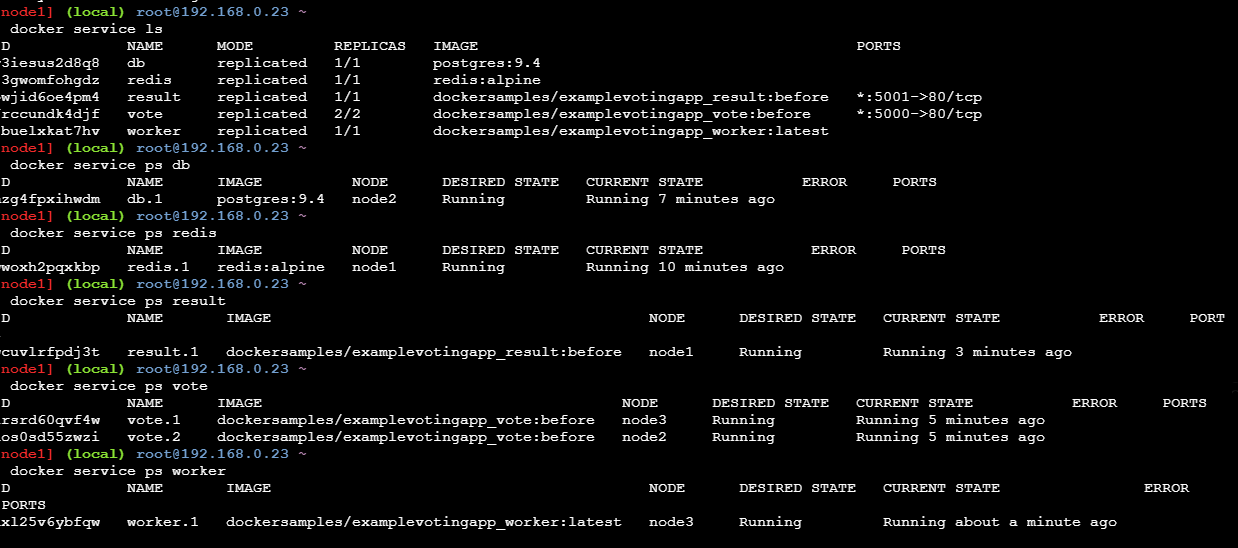 node1] (local) root@192.168.0.23 ~
docker service ls
D NAME MODE REPLICAS IMAGE PORTS
3iesus2d8q8 db replicated 1/1 postgres:9.4
3gwomfohgdz redis replicated 1/1 redis:alpine
wjid6oe4pm4 result replicated 1/1 dockersamples/examplevotingapp_result:before *:5001->80/tcp
rccundk4djf vote replicated 2/2 dockersamples/examplevotingapp_vote:before *:5000->80/tcp
buelxkat7hv worker replicated 1/1 dockersamples/examplevotingapp_worker:latest
node1] (local) root@192.168.0.23 ~
docker service ps db
D NAME IMAGE NODE DESIRED STATE CURRENT STATE ERROR PORTS
zg4fpxihwdm db.1 postgres:9.4 node2 Running Running 7 minutes ago
node1] (local) root@192.168.0.23 ~
docker service ps redis
D NAME IMAGE NODE DESIRED STATE CURRENT STATE ERROR PORTS
woxh2pqxkbp redis.1 redis:alpine node1 Running Running 10 minutes ago
node1] (local) root@192.168.0.23 ~
docker service ps result
D NAME IMAGE NODE DESIRED STATE CURRENT STATE ERROR PORT
cuvlrfpdj3t result.1 dockersamples/examplevotingapp_result:before node1 Running Running 3 minutes ago
node1] (local) root@192.168.0.23 ~
docker service ps vote
D NAME IMAGE NODE DESIRED STATE CURRENT STATE ERROR PORTS
rsrd60qvf4w vote.1 dockersamples/examplevotingapp_vote:before node3 Running Running 5 minutes ago
os0sd55zwzi vote.2 dockersamples/examplevotingapp_vote:before node2 Running Running 5 minutes ago
node1] (local) root@192.168.0.23 ~
docker service ps worker
D NAME IMAGE NODE DESIRED STATE CURRENT STATE ERROR
PORTS
xl25v6ybfqw worker.1 dockersamples/examplevotingapp_worker:latest node3 Running Running about a minute ago